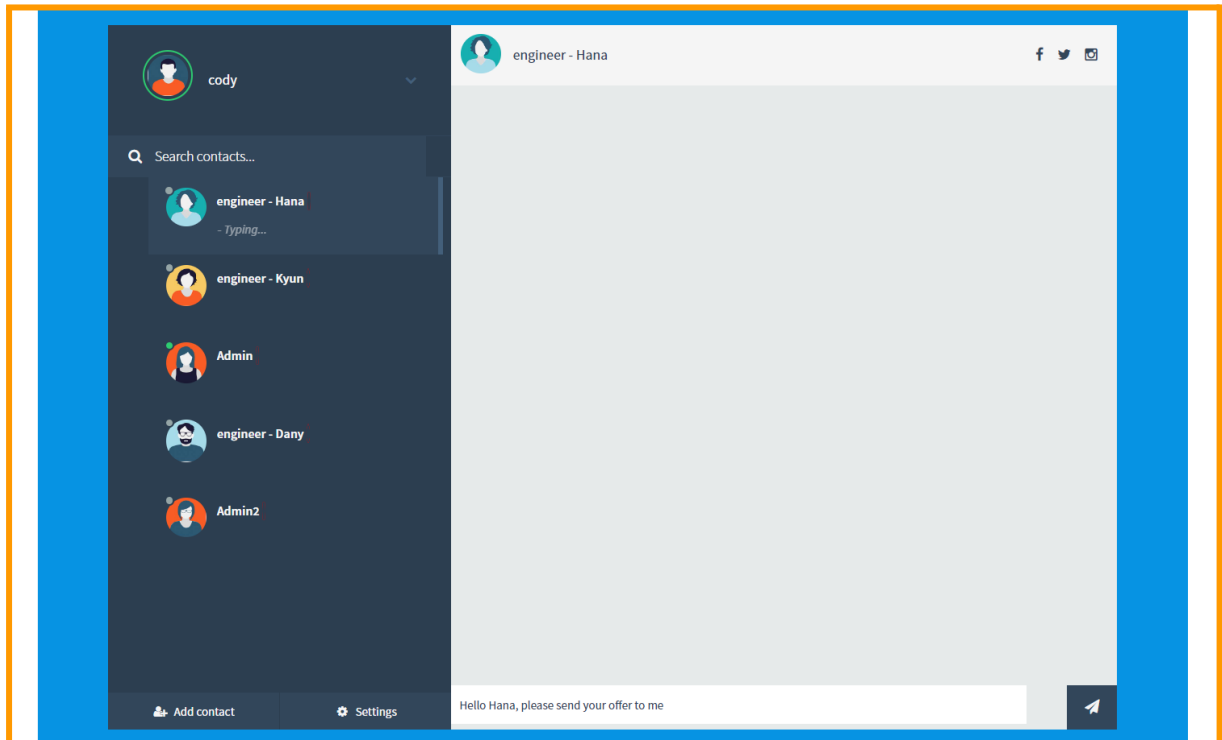 cody
engineer - Hana
Search contacts...
engineer - Hana
- Typing...
engineer - Kyun
Admin
engineer - Dany
Admin2
Add contact
Settings
Hello Hana, please send your offer to me